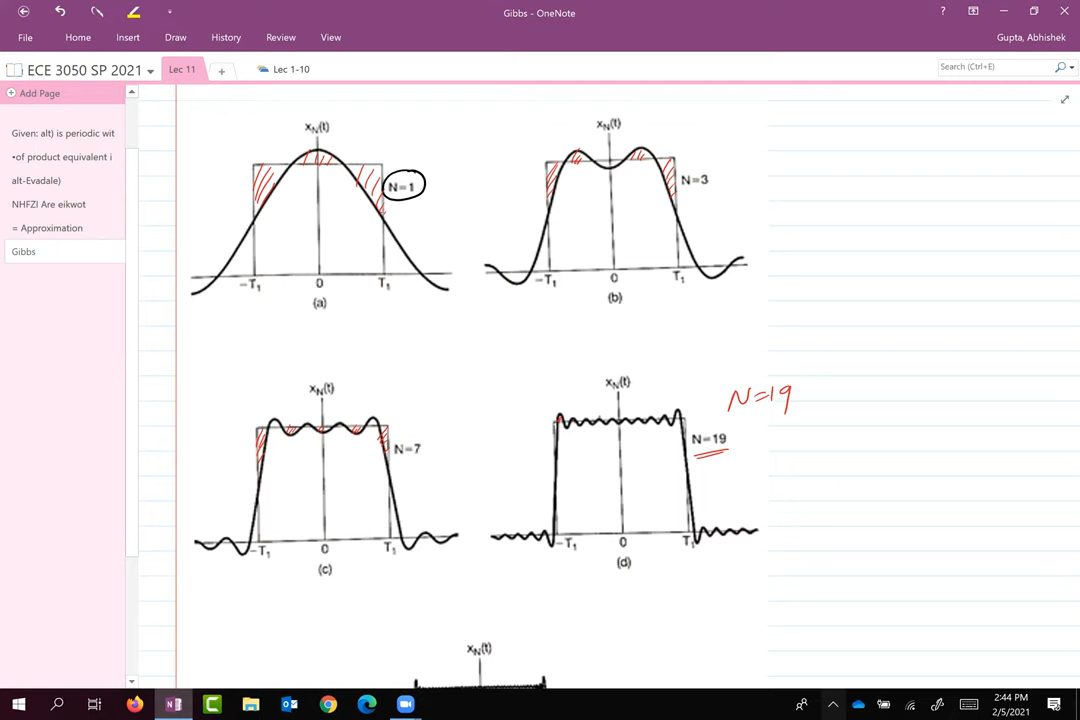 Gibbs - OneNote
?
File
Home
Insert
Draw
History
Review
View
Gupta, Abhishek
ECE 3050 SP 2021
Lec 11
+
Lec 1-10
Search (Ctrl+E)
Add Page
Given: alt) is periodic wit
•of product equivalent i
alt-Evadale)
NHFZI Are eikwot
= Approximation
Gibbs
xN(t)
N=1
-T1
0
T1
(a)
xN(t)
N=3
-T1
0
T1
(b)
xN(t)
N=7
-T1
0
T1
(c)
xN(t)
N=19
N=19
-T1
0
T1
(d)
xN(t)
2:44 PM
2/5/2021